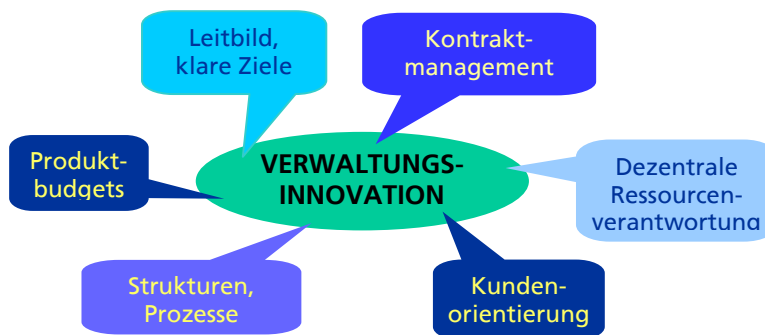 Leitbild,
klare Ziele
Kontrakt-
management
Produkt-
budgets
VERWALTUNGS-
INNOVATION
Dezentrale
Ressourcen-
verantwortung
Strukturen,
Prozesse
Kunden-
orientierung